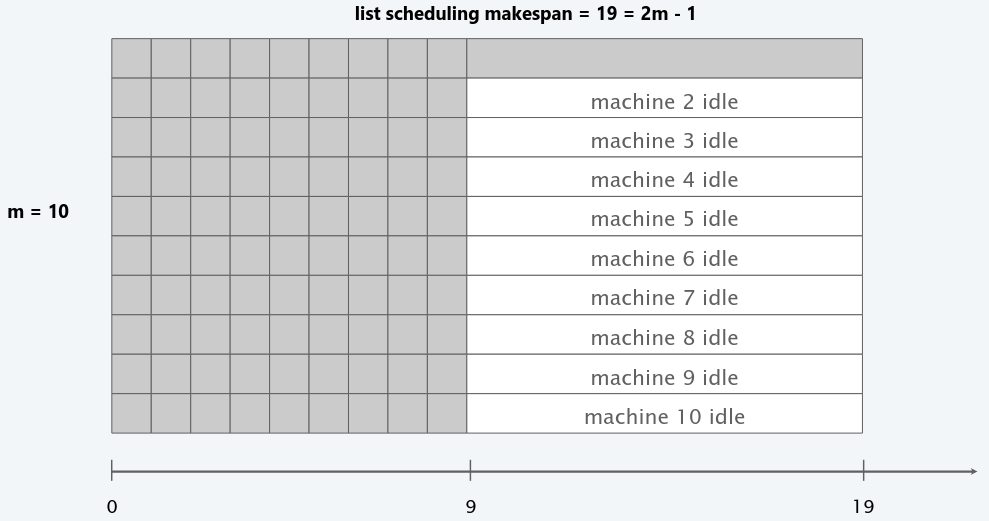 list scheduling makespan = 19 = 2m - 1
machine 2 idle
machine 3 idle
machine 4 idle
m = 10
machine 5 idle
machine 6 idle
machine 7 idle
machine 8 idle
machine 9 idle
machine 10 idle
0 9 19